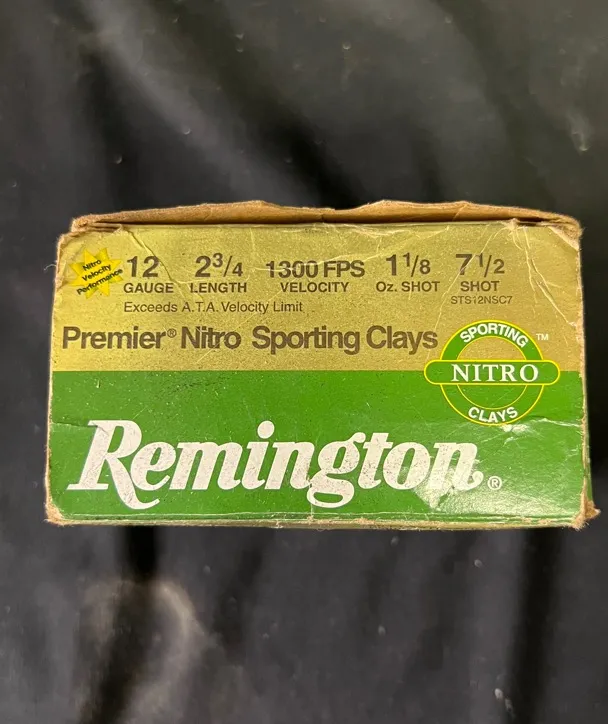 Nitro
Velocity
Performance
12 2 3/4 1300 FPS 1 1/8 7 1/2
GAUGE LENGTH VELOCITY Oz. SHOT SHOT
Exceeds A.T.A. Velocity Limit STS12NSC7
Premier® Nitro Sporting Clays
SPORTING ™
NITRO
CLAYS
Remington®